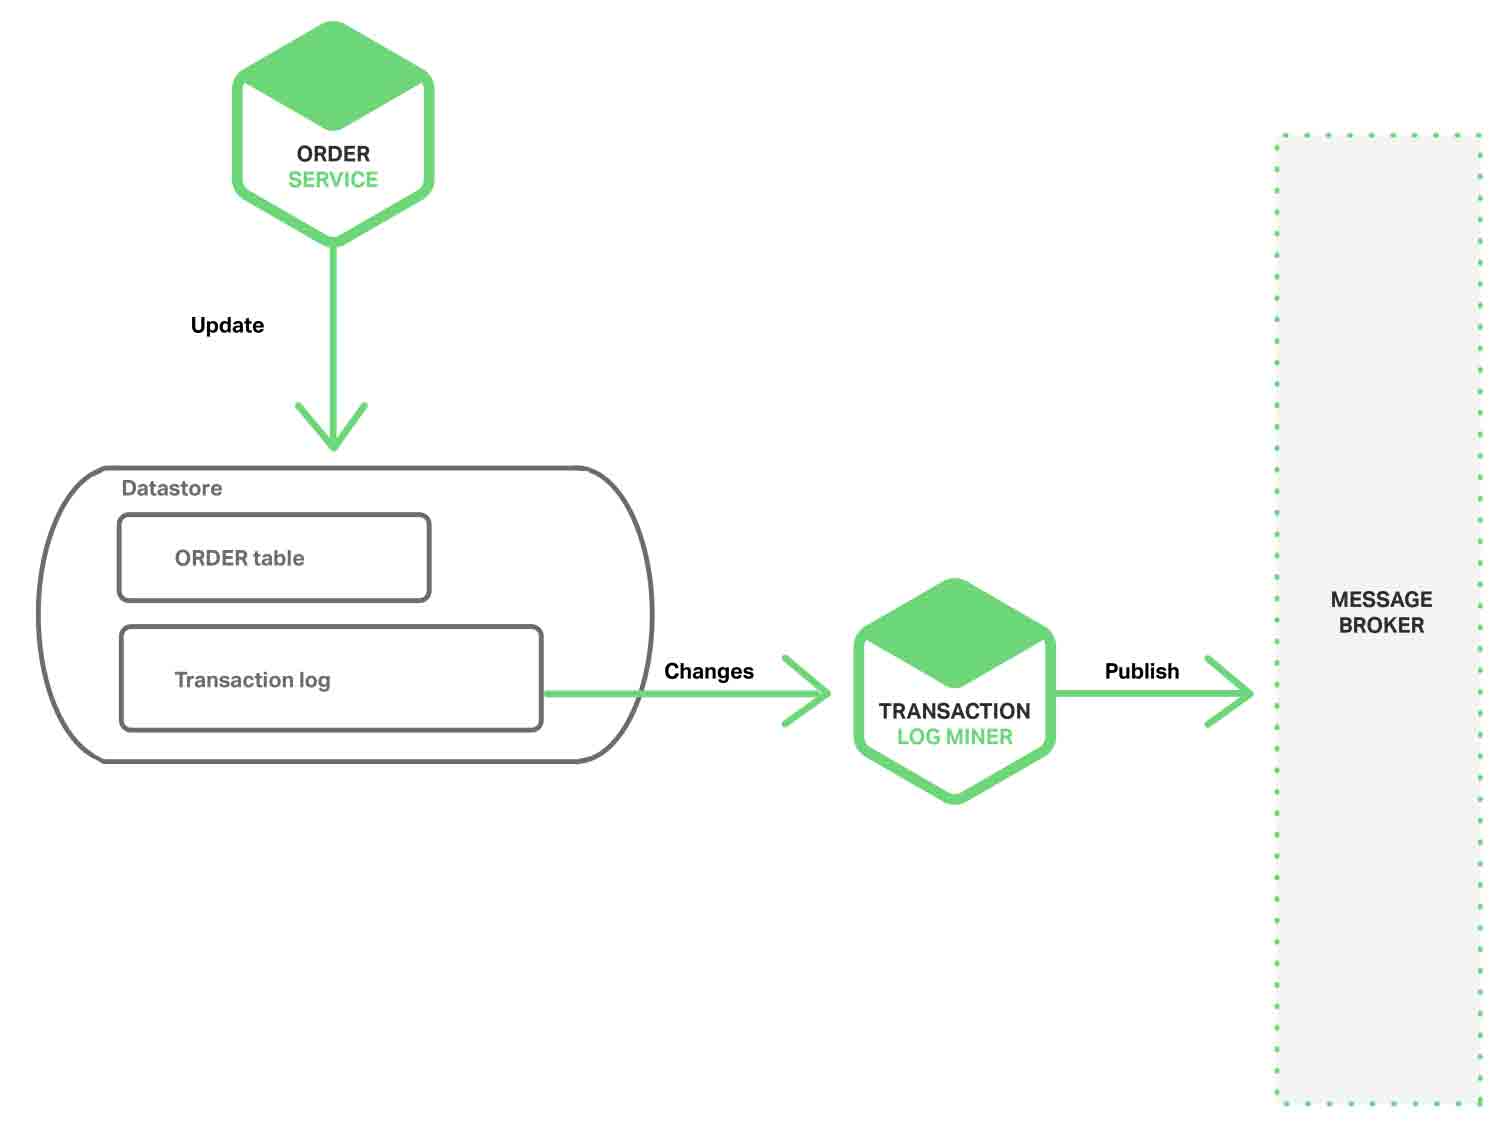 ORDER
SERVICE
Update
Datastore
ORDER table
Transaction log
Changes
TRANSACTION
LOG MINER
Publish
MESSAGE
BROKER